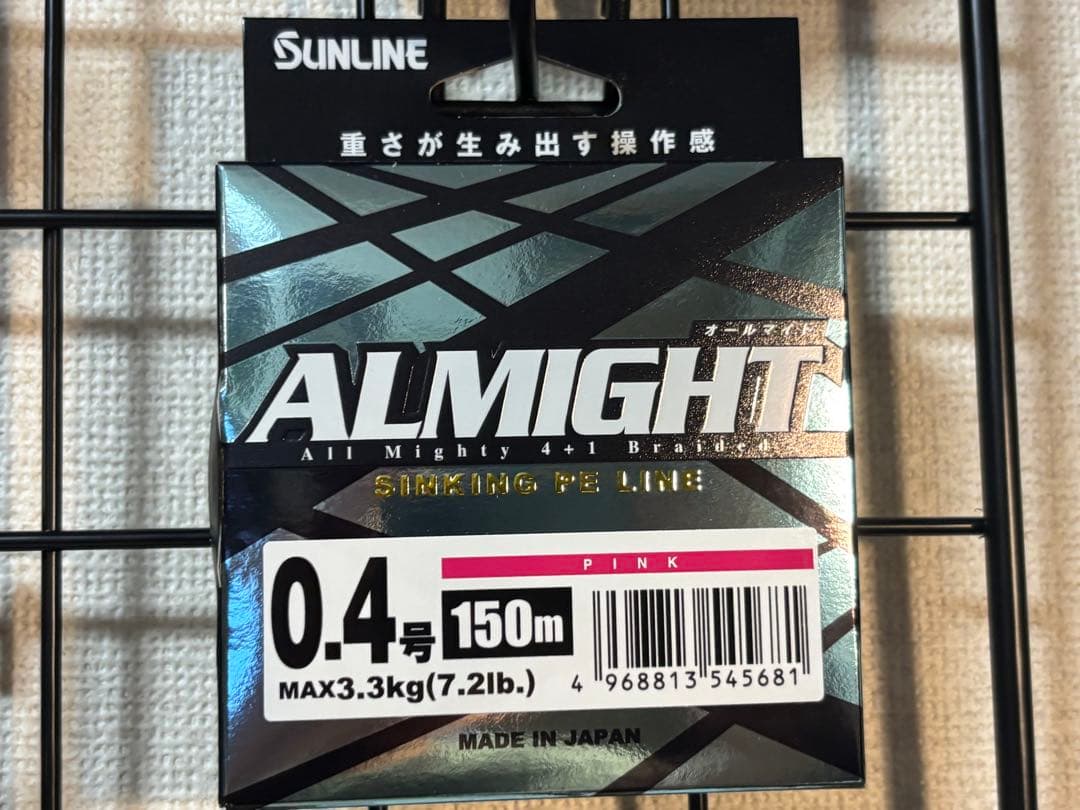 SUNLINE
重さが生み出す操作感
オールマイト
ALMIGHT
All Mighty 4+1 Braided
SINKING PE LINE
PINK
0.4号 150m
MAX3.3kg(7.2lb.)
4 968813 545681
MADE IN JAPAN